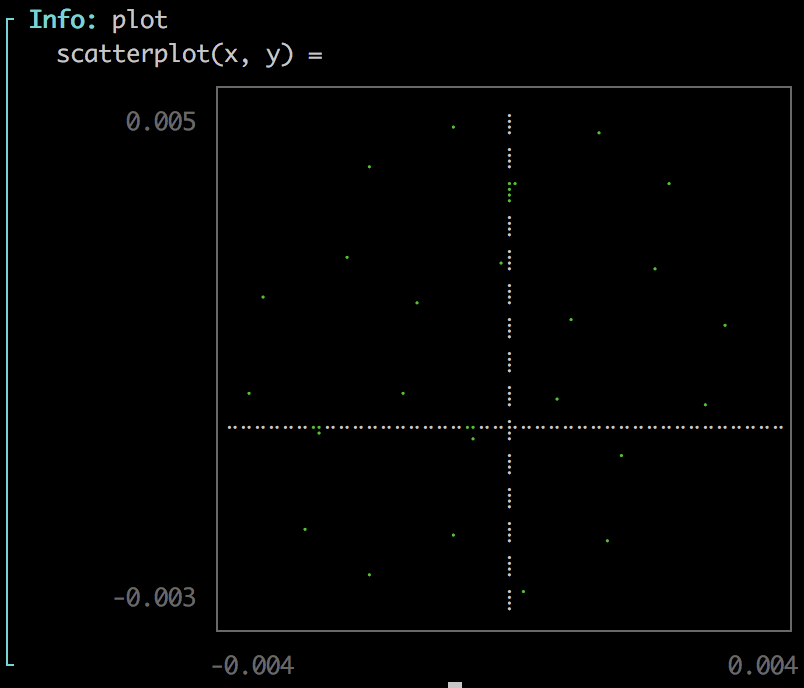 Info: plot
scatterplot(x, y) =
0.005
-0.003
-0.004 0.004